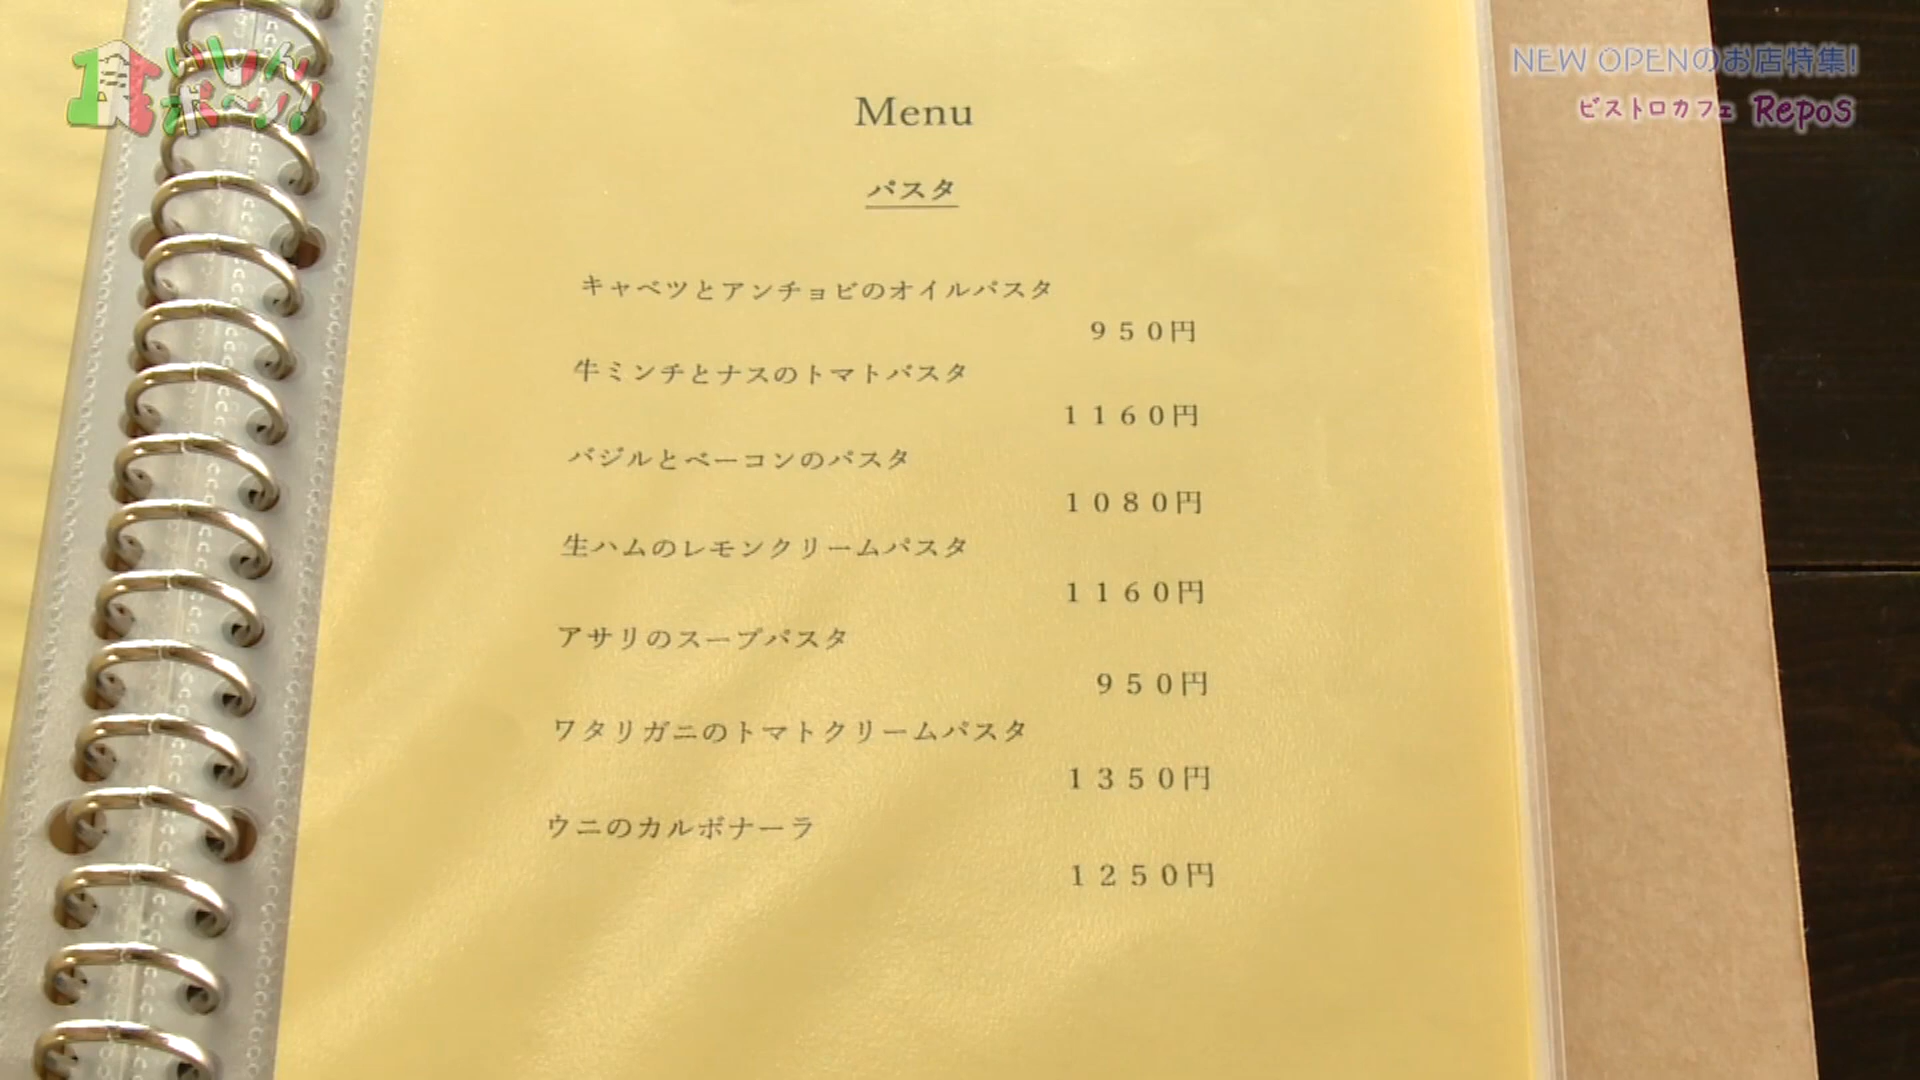 食いしん
ボーノ!
NEW OPENのお店特集!
ビストロカフェ Repos
Menu
パスタ
キャベツとアンチョビのオイルパスタ
950円
牛ミンチとナスのトマトパスタ
1160円
バジルとベーコンのパスタ
1080円
生ハムのレモンクリームパスタ
1160円
アサリのスープパスタ
950円
ワタリガニのトマトクリームパスタ
1350円
ウニのカルボナーラ
1250円